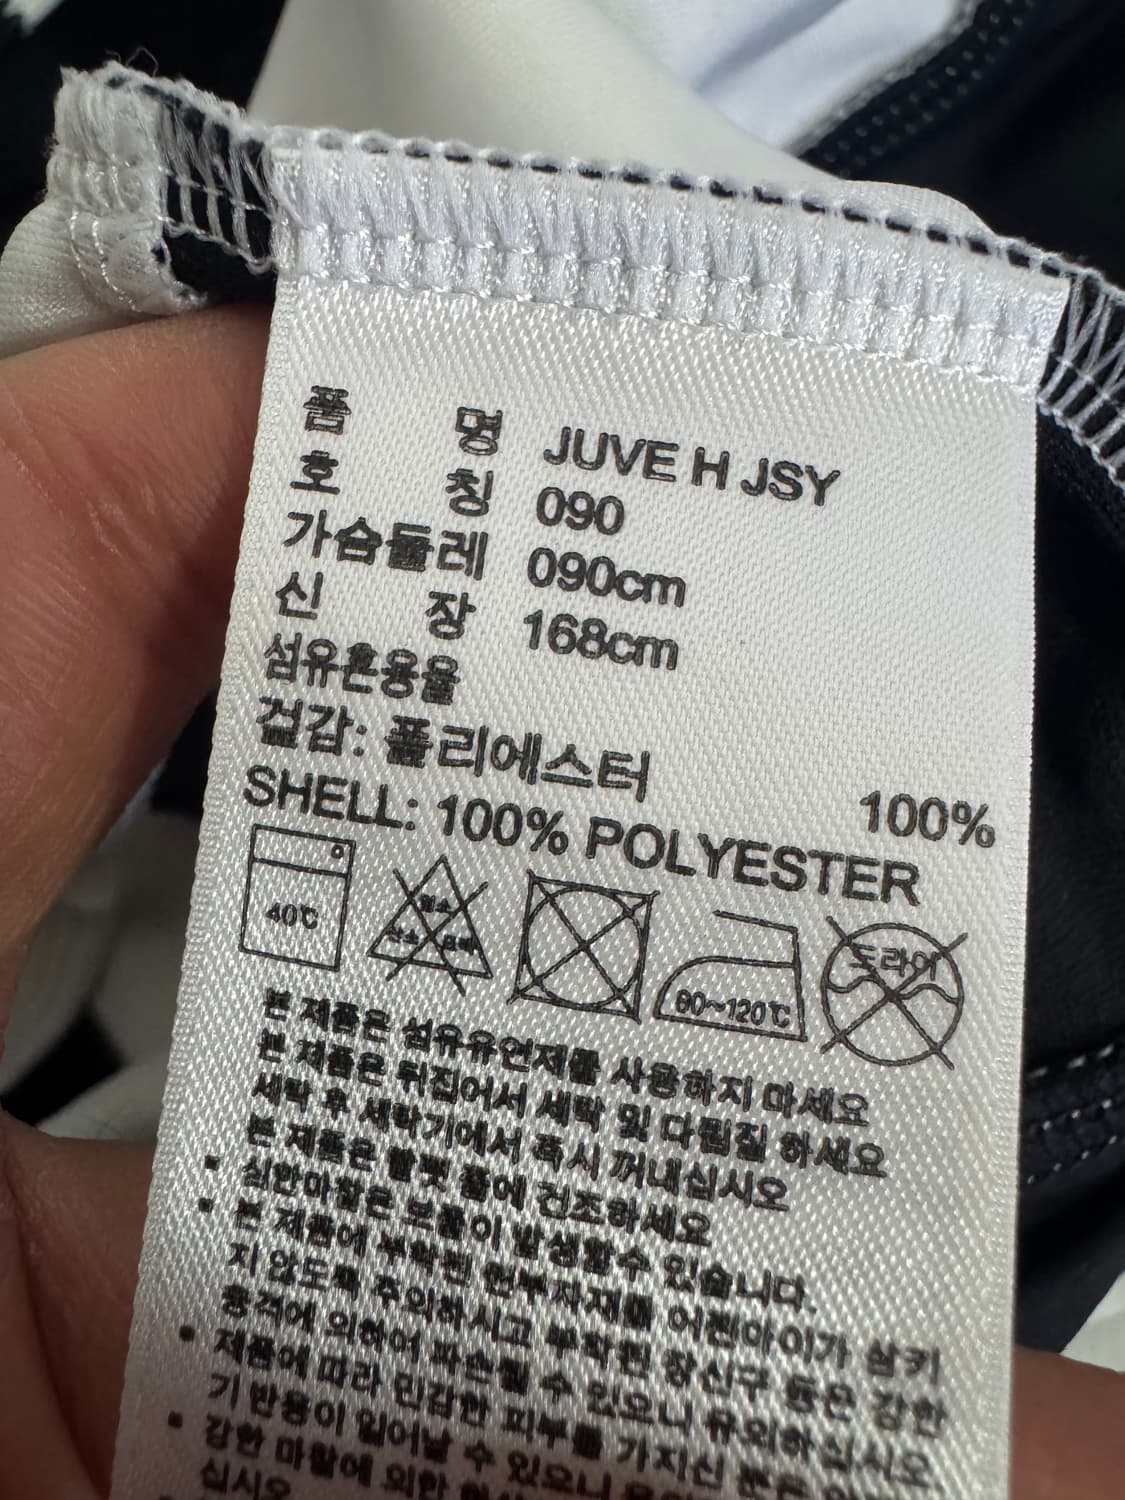 품 명 JUVE H JSY
호 칭 090
가슴둘레 090cm
신 장 168cm
섬유혼용율
겉감: 폴리에스터 100%
SHELL: 100% POLYESTER
40℃
염소
산소 표백
80~120℃
드라이
본 제품은 섬유유연제를 사용하지 마세요
본 제품은 뒤집어서 세탁 및 다림질 하세요
세탁 후 세탁기에서 즉시 꺼내십시오
본 제품은 햇볕 에 건조하세요
• 심한마찰은 보풀이 발생할수 있습니다.
• 본 제품에 부착된 어린아이가 삼키
지 않도록 주의하시고 부착된 장신구 등은 강한
충격에 의하여 파손될 수 있으니 유의하십시오
• 제품에 따라 민감한 피부를 가지신 분은
기 반응이 일어날 수 있으니
• 강한 마찰에 의한
십시오